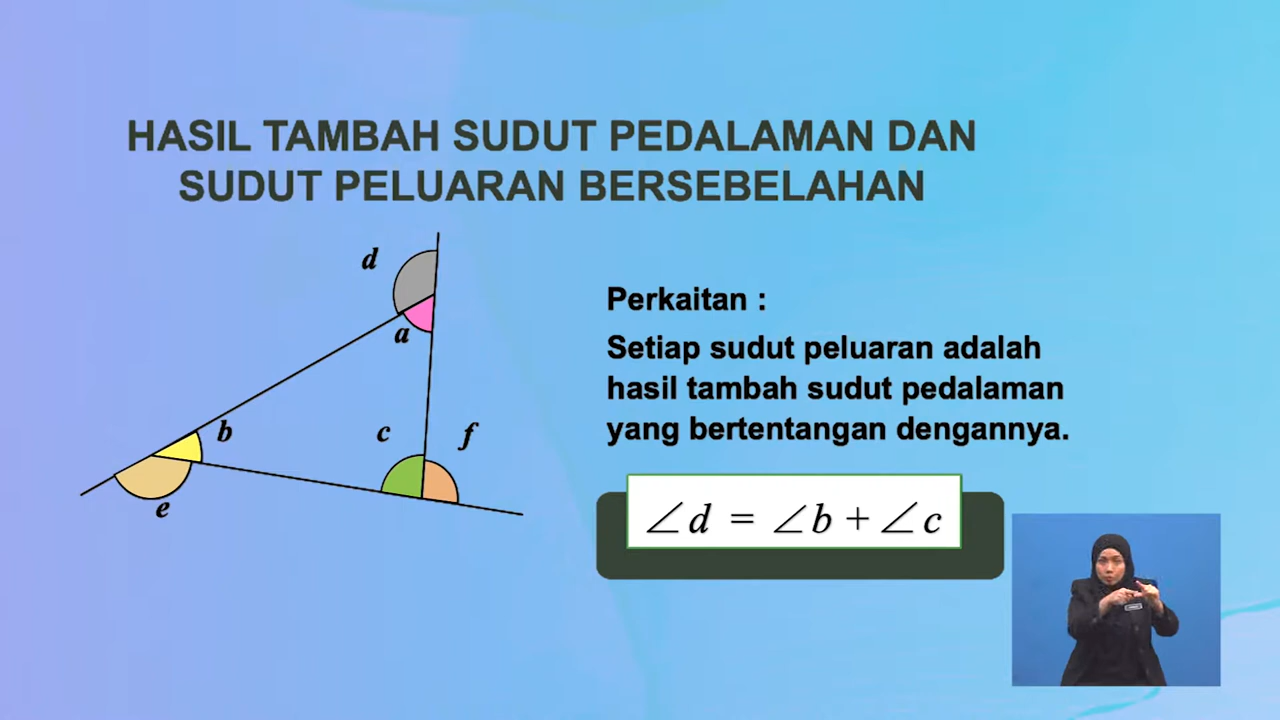 HASIL TAMBAH SUDUT PEDALAMAN DAN
SUDUT PELUARAN BERSEBELAHAN
d
a
b
c
f
e
Perkaitan :
Setiap sudut peluaran adalah
hasil tambah sudut pedalaman
yang bertentangan dengannya.
∠d = ∠b + ∠c